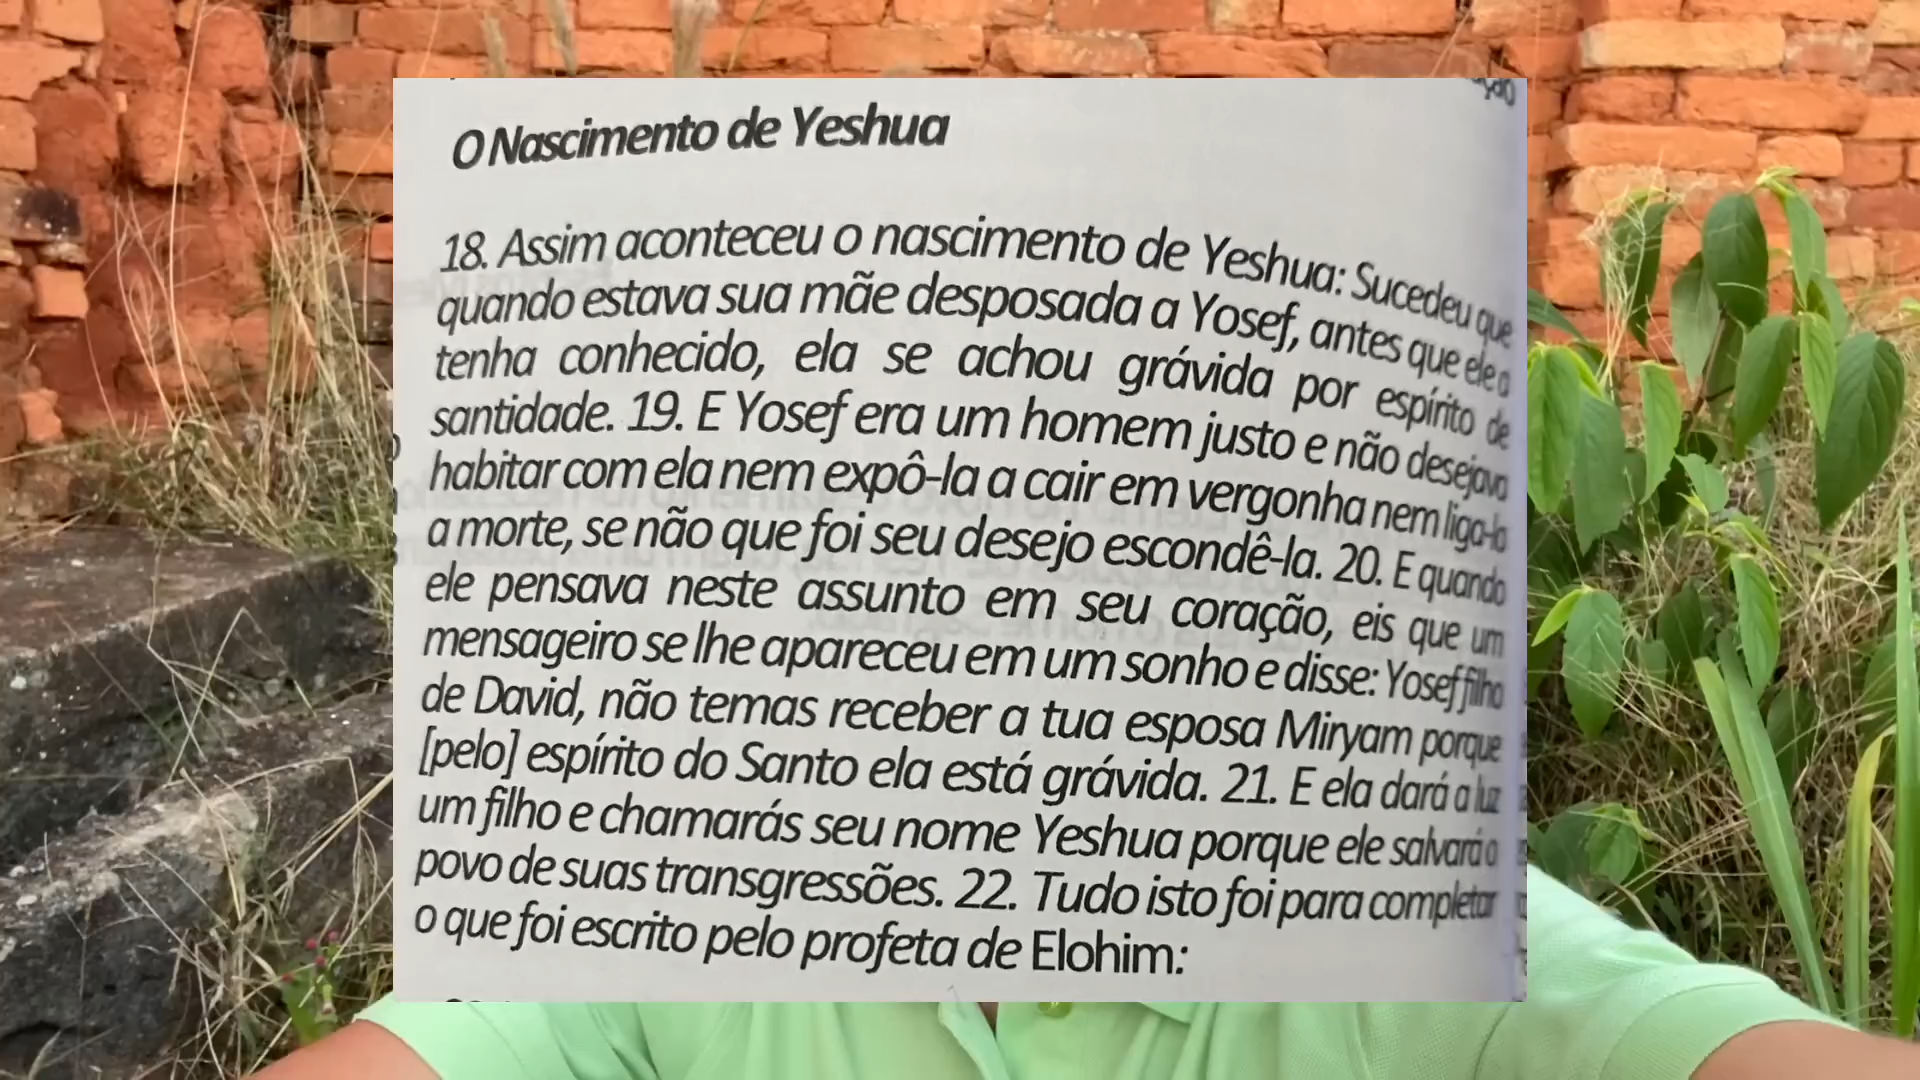 O Nascimento de Yeshua
18. Assim aconteceu o nascimento de Yeshua: Sucedeu que
quando estava sua mãe desposada a Yosef, antes que ele a
tenha conhecido, ela se achou grávida por espírito de
santidade. 19. E Yosef era um homem justo e não desejava
habitar com ela nem expô-la a cair em vergonha nem liga-la
a morte, se não que foi seu desejo escondê-la. 20. E quando
ele pensava neste assunto em seu coração, eis que um
mensageiro se lhe apareceu em um sonho e disse: Yosef filho
de David, não temas receber a tua esposa Miryam porque
[pelo] espírito do Santo ela está grávida. 21. E ela dará a luz
um filho e chamarás seu nome Yeshua porque ele salvará o
povo de suas transgressões. 22. Tudo isto foi para completar
o que foi escrito pelo profeta de Elohim: